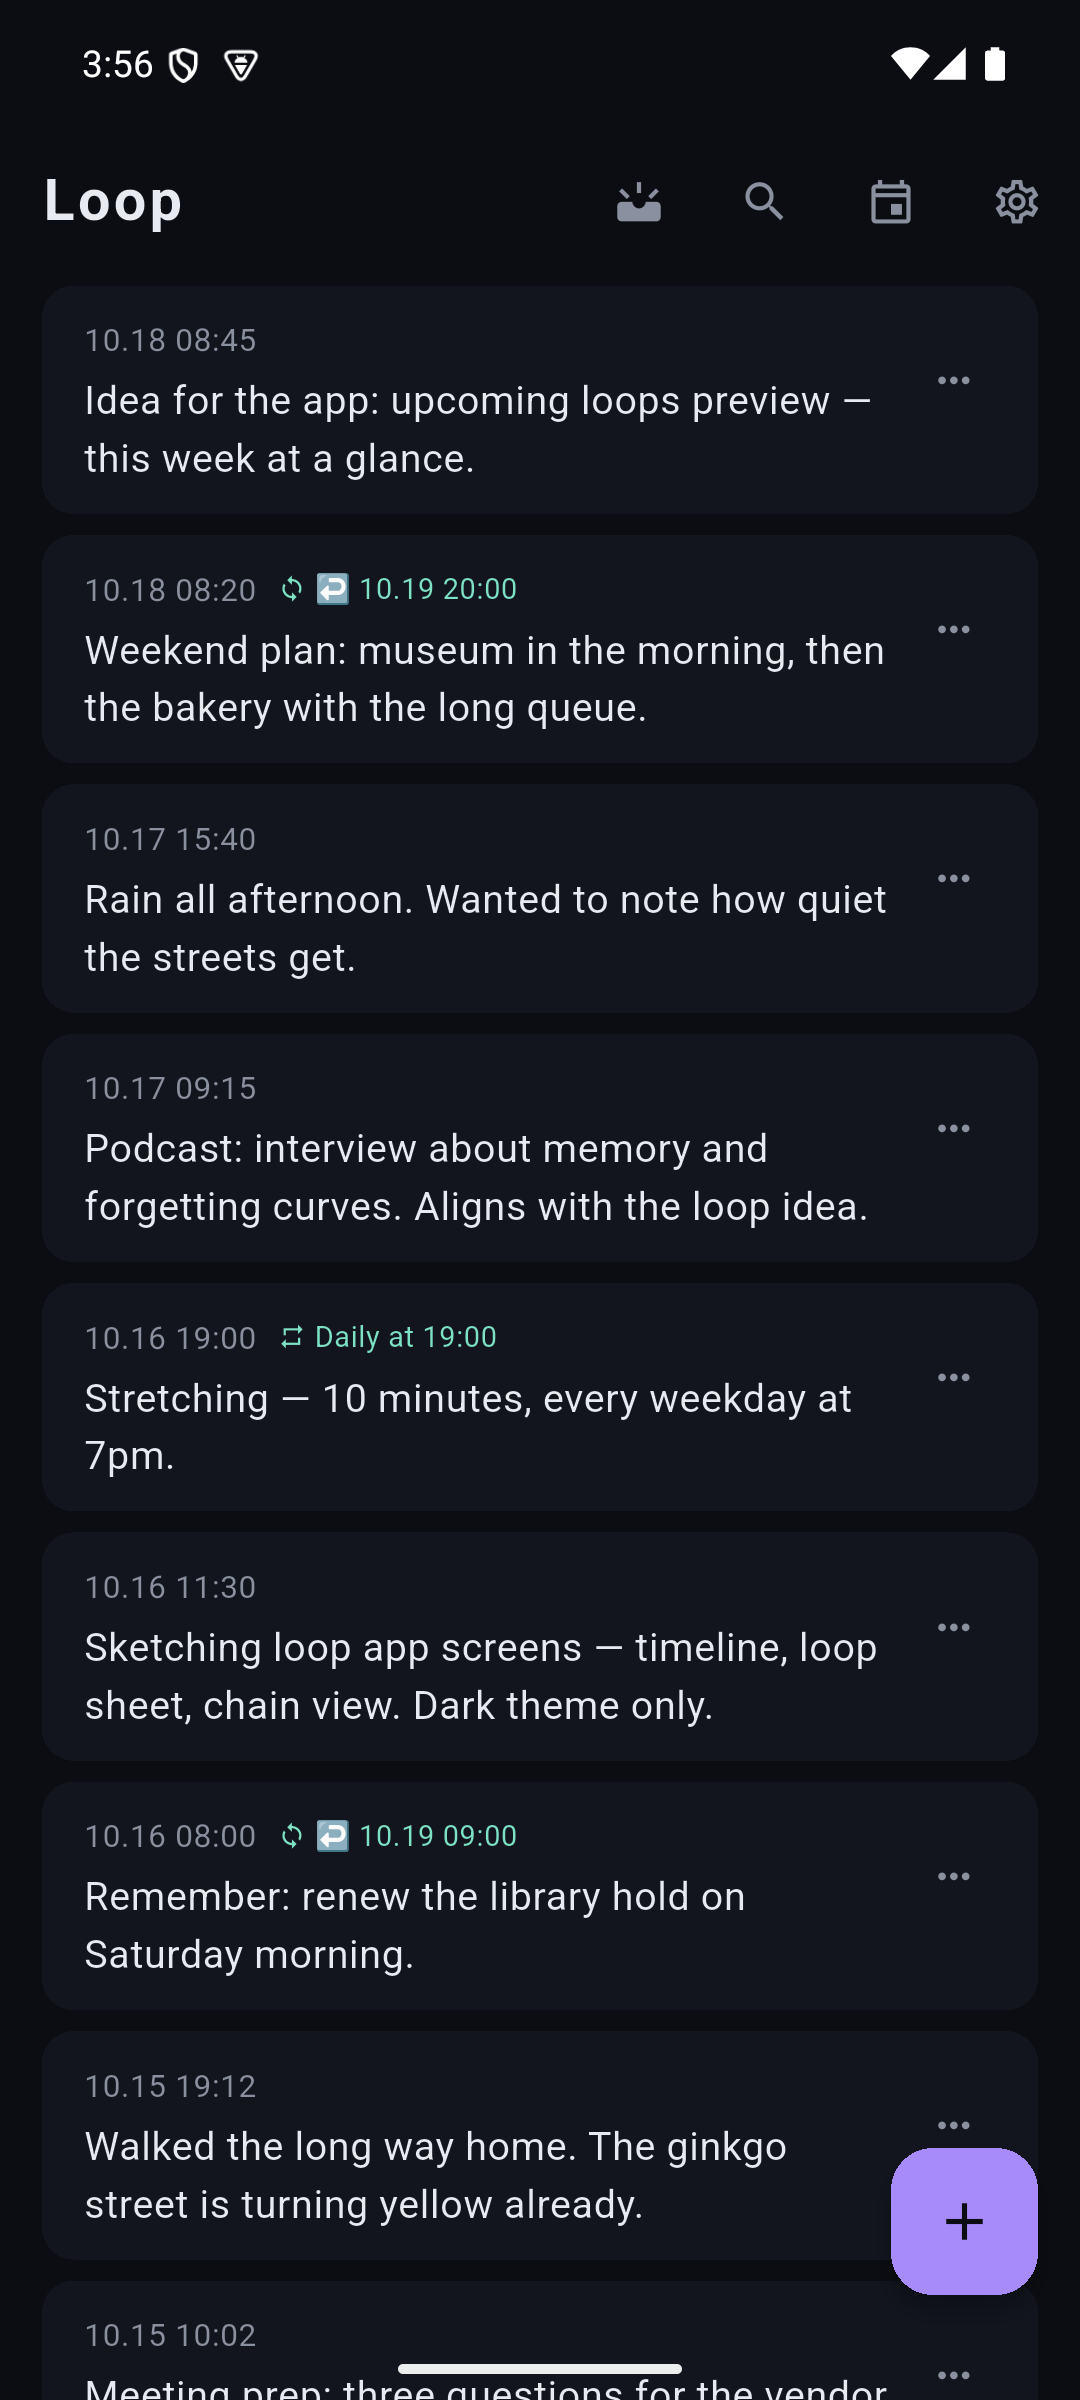 3:56
Loop
10.18 08:45
Idea for the app: upcoming loops preview —
this week at a glance.
10.18 08:20 10.19 20:00
Weekend plan: museum in the morning, then
the bakery with the long queue.
10.17 15:40
Rain all afternoon. Wanted to note how quiet
the streets get.
10.17 09:15
Podcast: interview about memory and
forgetting curves. Aligns with the loop idea.
10.16 19:00 Daily at 19:00
Stretching — 10 minutes, every weekday at
7pm.
10.16 11:30
Sketching loop app screens — timeline, loop
sheet, chain view. Dark theme only.
10.16 08:00 10.19 09:00
Remember: renew the library hold on
Saturday morning.
10.15 19:12
Walked the long way home. The ginkgo
street is turning yellow already.
10.15 10:02
Meeting prep: three questions for the vendor